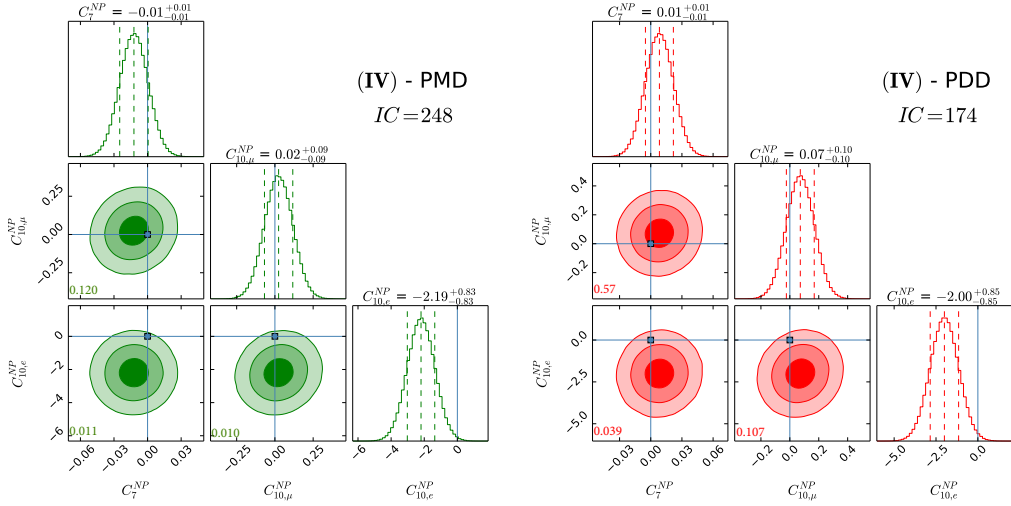 C_7^{NP} = −0.01^{+0.01}_{−0.01}
(IV) - PMD
IC=248
C_{10,μ}^{NP} = 0.02^{+0.09}_{−0.09}
C_{10,μ}^{NP}
0.25
0.00
−0.25
0.120
C_{10,e}^{NP} = −2.19^{+0.83}_{−0.83}
C_{10,e}^{NP}
0
−2
−4
−6
0.011
0.010
−0.06 −0.03 0.00 0.03
−0.25 0.00 0.25
−6 −4 −2 0
C_7^{NP}
C_{10,μ}^{NP}
C_{10,e}^{NP}
C_7^{NP} = 0.01^{+0.01}_{−0.01}
(IV) - PDD
IC=174
C_{10,μ}^{NP} = 0.07^{+0.10}_{−0.10}
C_{10,μ}^{NP}
0.4
0.2
0.0
−0.2
0.57
C_{10,e}^{NP} = −2.00^{+0.85}_{−0.85}
C_{10,e}^{NP}
0.0
−2.5
−5.0
0.039
0.107
−0.03 0.00 0.03 0.06
0.0 0.4
−5.0 −2.5 0.0
C_7^{NP}
C_{10,μ}^{NP}
C_{10,e}^{NP}